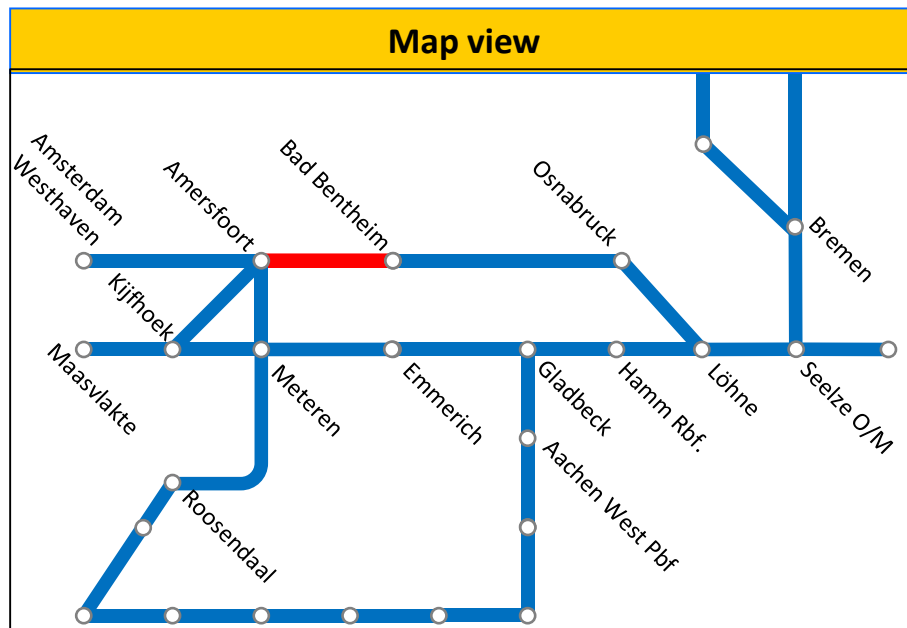 Map view
Amsterdam
Westhaven
Amersfoort
Bad Bentheim
Osnabruck
Bremen
Kijfhoek
Maasvlakte
Meteren
Emmerich
Gladbeck
Hamm Rbf.
Löhne
Seelze O/M
Roosendaal
Aachen West Pbf